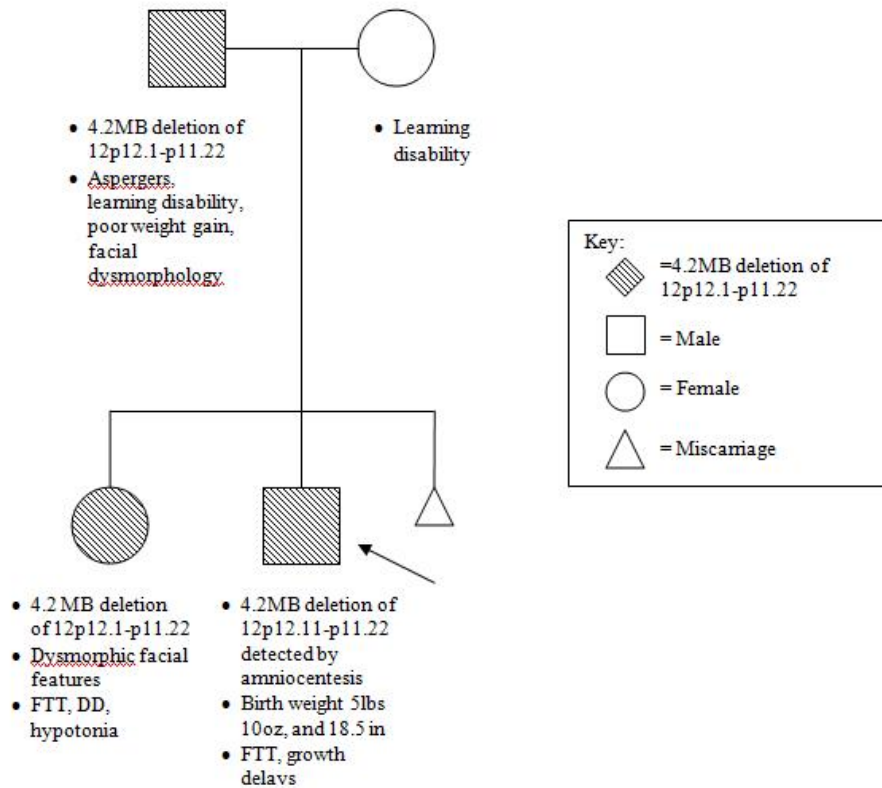 • 4.2MB deletion of
12p12.1-p11.22
• Aspergers,
learning disability,
poor weight gain,
facial
dysmorphology
• Learning
disability
Key:
=4.2MB deletion of
12p12.1-p11.22
= Male
= Female
= Miscarriage
• 4.2 MB deletion
of 12p12.1-p11.22
• Dysmorphic facial
features
• FTT, DD,
hypotonia
• 4.2MB deletion of
12p12.11-p11.22
detected by
amniocentesis
• Birth weight 5lbs
10oz, and 18.5 in
• FTT, growth
delays